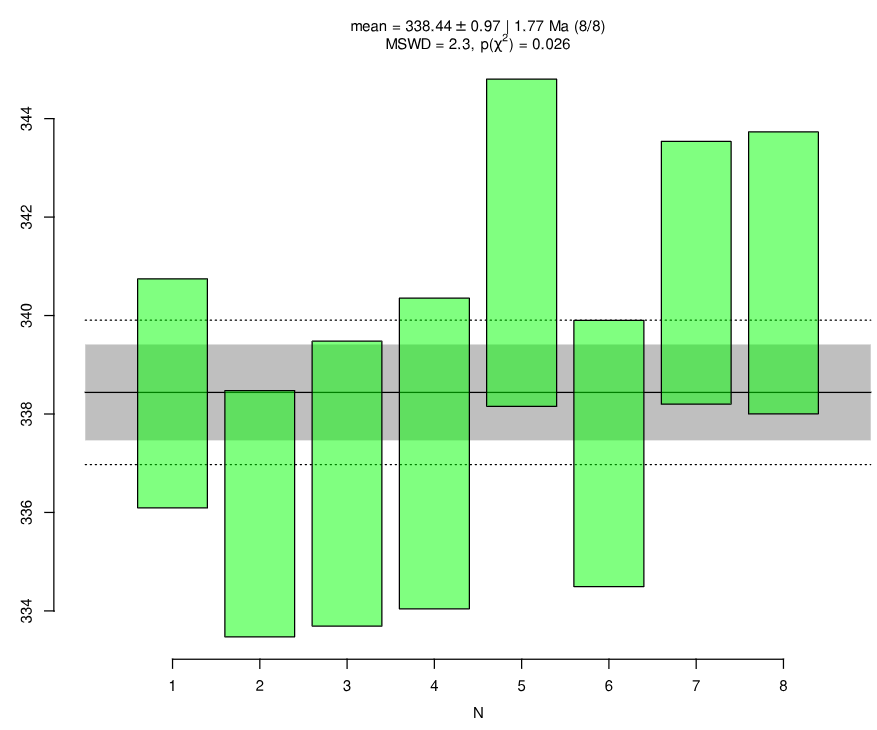 mean = 338.44 ± 0.97 | 1.77 Ma (8/8)
MSWD = 2.3, p(χ²) = 0.026
344
342
340
338
336
334
1 2 3 4 5 6 7 8
N